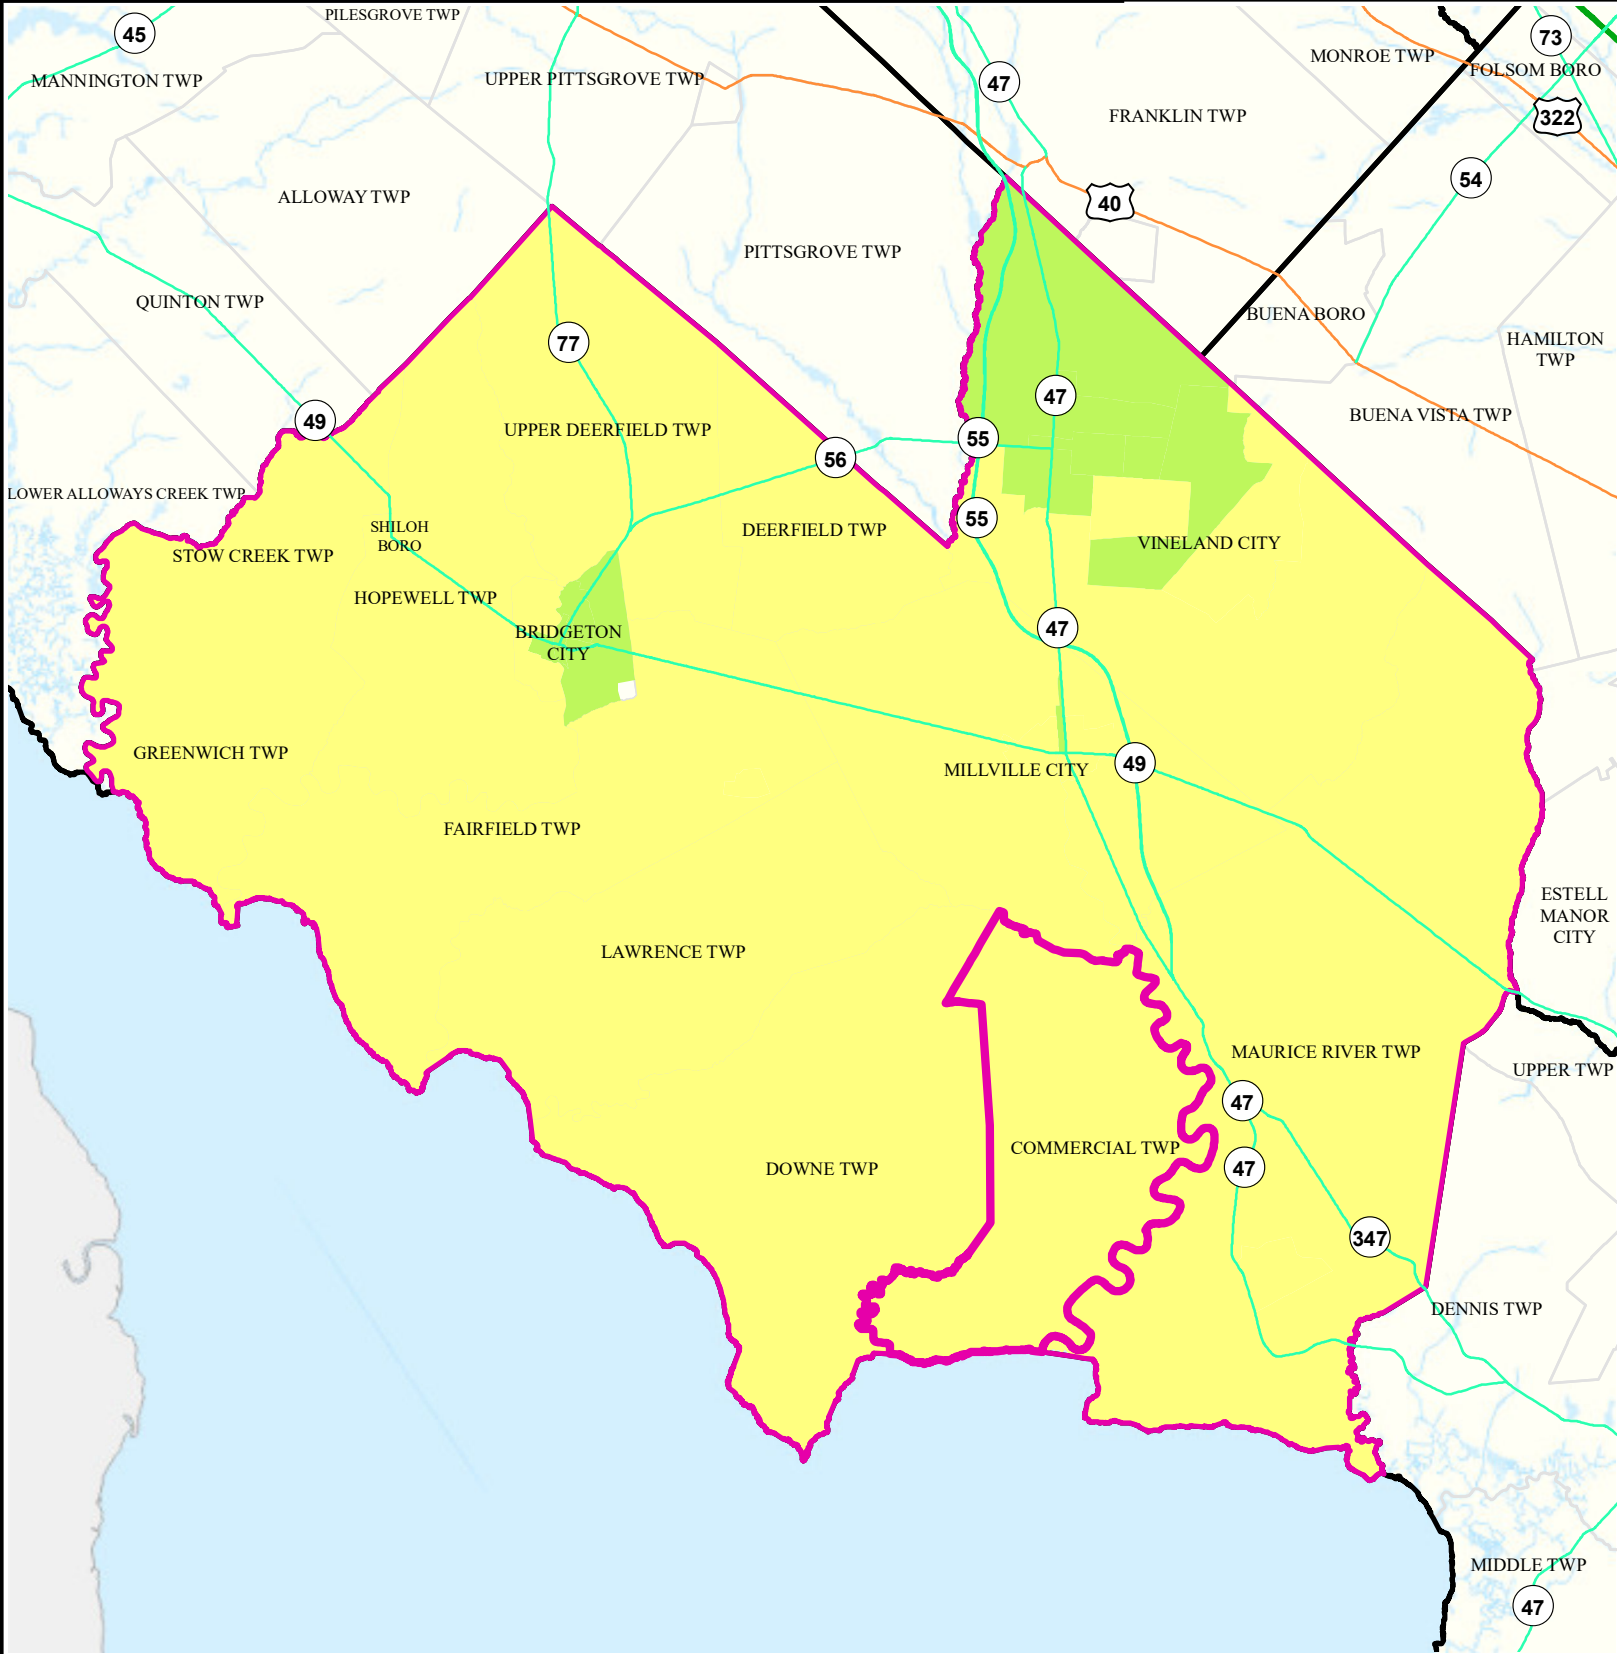 PILESGROVE TWP
45
73
MONROE TWP
FOLSOM BORO
MANNINGTON TWP
UPPER PITTSGROVE TWP
47
FRANKLIN TWP
322
54
ALLOWAY TWP
40
PITTSGROVE TWP
QUINTON TWP
BUENA BORO
77
HAMILTON
TWP
47
49
BUENA VISTA TWP
UPPER DEERFIELD TWP
55
56
LOWER ALLOWAYS CREEK TWP
SHILOH
BORO
55
DEERFIELD TWP
VINELAND CITY
STOW CREEK TWP
HOPEWELL TWP
47
BRIDGETON
CITY
GREENWICH TWP
MILLVILLE CITY
49
FAIRFIELD TWP
ESTELL
MANOR
CITY
LAWRENCE TWP
MAURICE RIVER TWP
UPPER TWP
47
COMMERCIAL TWP
DOWNE TWP
47
347
DENNIS TWP
MIDDLE TWP
47